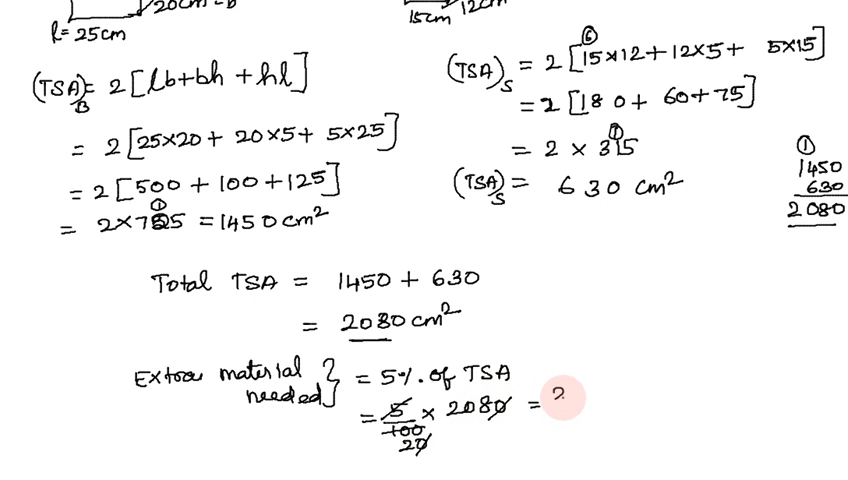 20cm = b
l = 25cm
(TSA)B = 2[lb+bh+hl]
= 2[25×20 + 20×5 + 5×25]
= 2[500 + 100 + 125]
= 2×725 = 1450 cm²
15cm 12cm
(TSA)S = 2[15×12+12×5+ 5×15]
= 2[180+ 60+75]
= 2 × 315
(TSA)S = 630 cm²
①
1450
630
2080
Total TSA = 1450 + 630
= 2080 cm²
Extra material needed } = 5% of TSA
= 5/100 × 2080 =
20